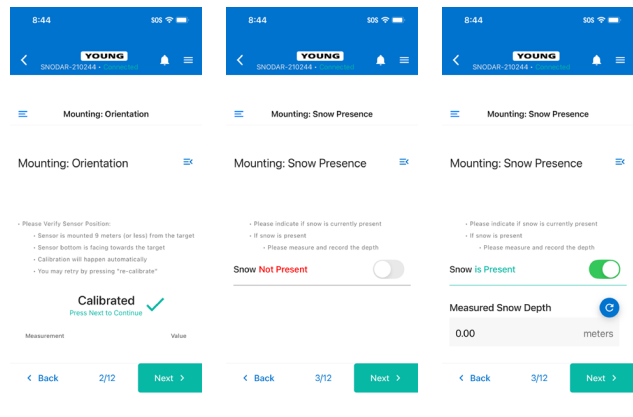 8:44
SOS
YOUNG
SNODAR-210244 • Connected
Mounting: Orientation
Mounting: Orientation
• Please Verify Sensor Position:
• Sensor is mounted 9 meters (or less) from the target
• Sensor bottom is facing towards the target
• Calibration will happen automatically
• You may retry by pressing "re-calibrate"
Calibrated
Press Next to Continue
Measurement Value
Back 2/12 Next
8:44
SOS
YOUNG
SNODAR-210244 • Connected
Mounting: Snow Presence
Mounting: Snow Presence
• Please indicate if snow is currently present
• If snow is present
• Please measure and record the depth
Snow Not Present
Back 3/12 Next
8:44
SOS
YOUNG
SNODAR-210244 • Connected
Mounting: Snow Presence
Mounting: Snow Presence
• Please indicate if snow is currently present
• If snow is present
• Please measure and record the depth
Snow is Present
Measured Snow Depth
0.00 meters
Back 3/12 Next